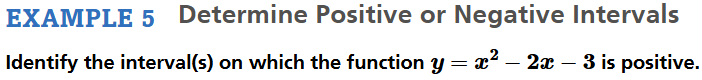 EXAMPLE 5 Determine Positive or Negative Intervals
Identify the interval(s) on which the function y = x² − 2x − 3 is positive.